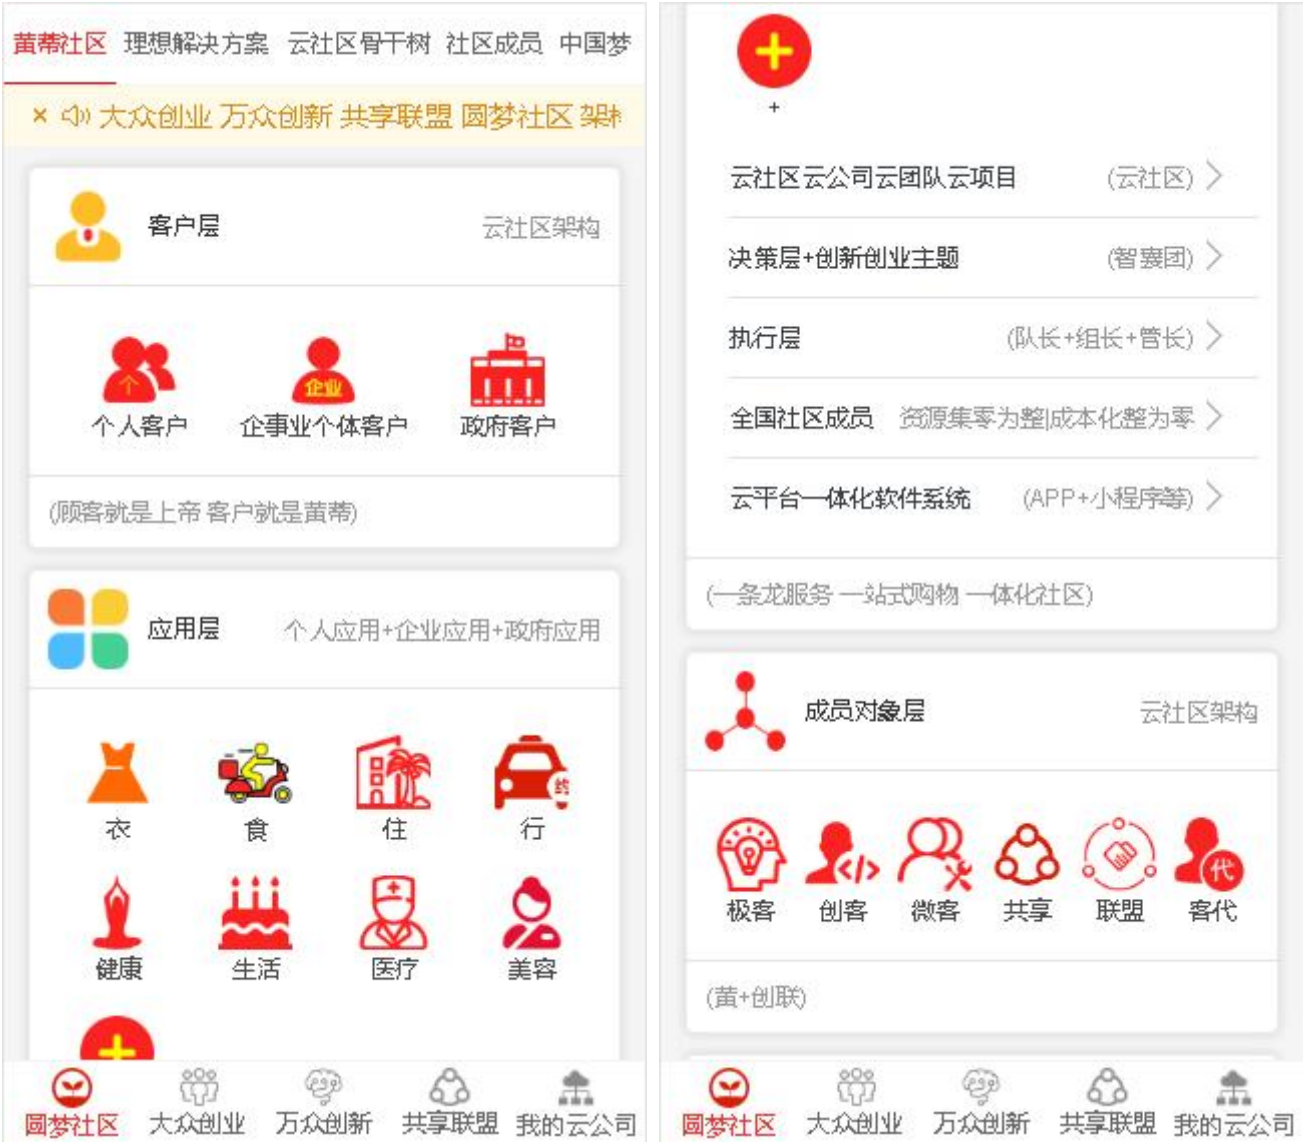 黄蒂社区 理想解决方案 云社区骨干树 社区成员 中国梦
× 大众创业 万众创新 共享联盟 圆梦社区 架构
客户层 云社区架构
个 企业
个人客户 企事业个体客户 政府客户
(顾客就是上帝 客户就是黄蒂)
应用层 个人应用+企业应用+政府应用
约
衣 食 住 行
健康 生活 医疗 美容
圆梦社区 大众创业 万众创新 共享联盟 我的云公司
+
云社区云公司云团队云项目 (云社区)
决策层+创新创业主题 (智囊团)
执行层 (队长+组长+管长)
全国社区成员 资源集零为整|成本化整为零
云平台一体化软件系统 (APP+小程序等)
(一条龙服务 一站式购物 一体化社区)
成员对象层 云社区架构
代
极客 创客 微客 共享 联盟 客代
(黄+创联)
圆梦社区 大众创业 万众创新 共享联盟 我的云公司